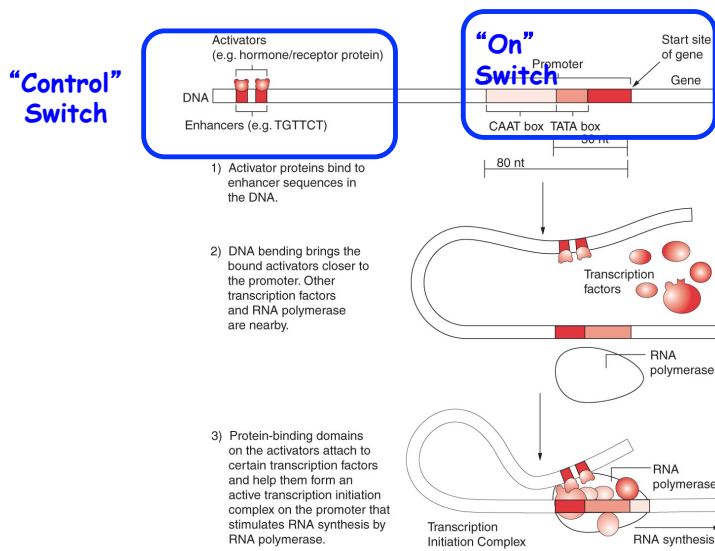 “Control”
Switch
Activators
(e.g. hormone/receptor protein)
DNA
Enhancers (e.g. TGTTCT)
“On”
Switch
Promoter
Start site
of gene
Gene
CAAT box TATA box
30 nt
80 nt
1) Activator proteins bind to
enhancer sequences in
the DNA.
2) DNA bending brings the
bound activators closer to
the promoter. Other
transcription factors
and RNA polymerase
are nearby.
Transcription
factors
RNA
polymerase
3) Protein-binding domains
on the activators attach to
certain transcription factors
and help them form an
active transcription initiation
complex on the promoter that
stimulates RNA synthesis by
RNA polymerase.
RNA
polymerase
Transcription
Initiation Complex
RNA synthesis